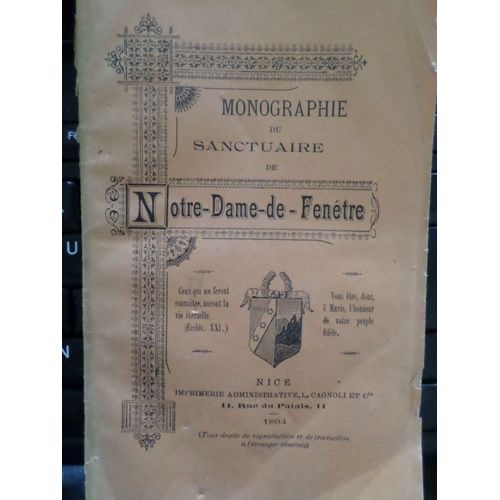 MONOGRAPHIE
DU
SANCTUAIRE
DE
Notre-Dame-de-Fenêtre
Ceux qui me feront
connaître, auront la
vie éternelle.
(Ecclés. XXI.)
Vous êtes, donc,
ô Marie, l'honneur
de votre peuple
fidèle.
NICE
IMPRIMERIE ADMINISTRATIVE, L. CAGNOLI ET Cie
11, Rue du Palais, 11
1894
(Tous droits de reproduction et de traduction
à l'étranger réservés)
U
N